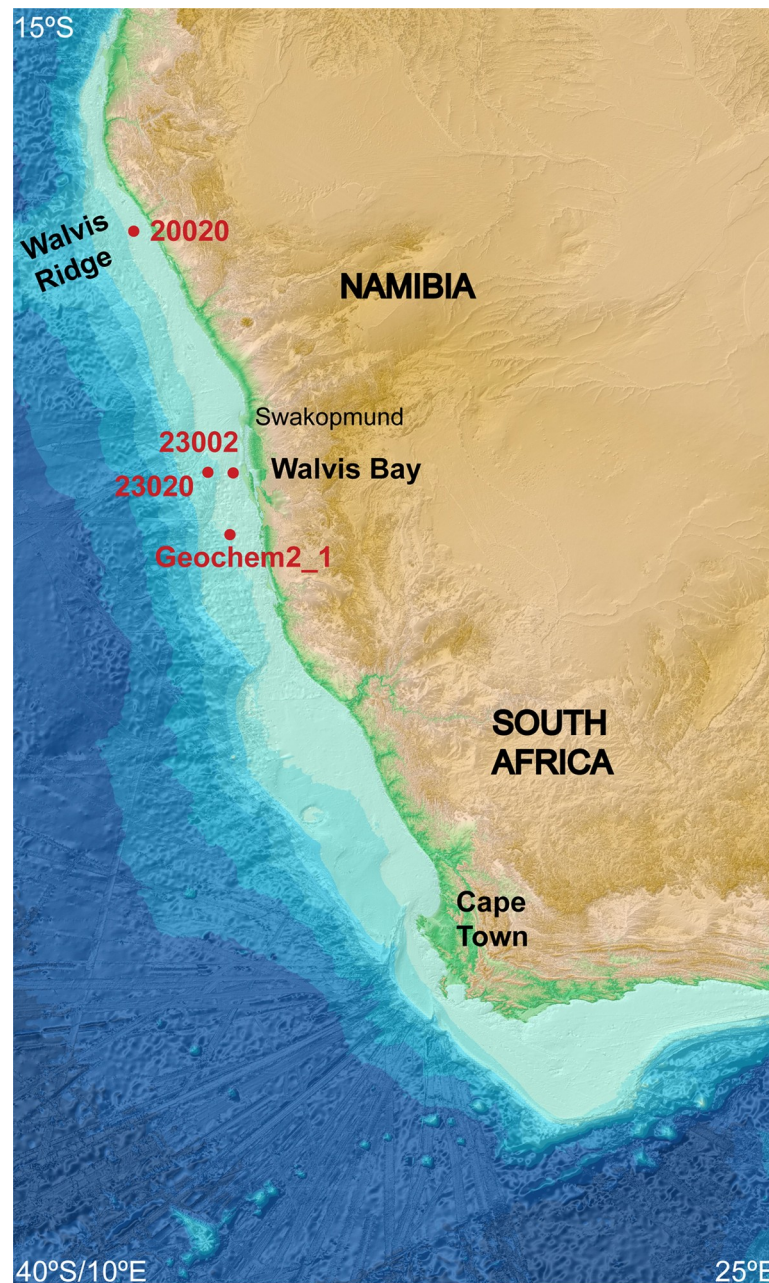 15ºS
Walvis
Ridge
20020
NAMIBIA
Swakopmund
23002
Walvis Bay
23020
Geochem2_1
SOUTH
AFRICA
Cape
Town
40ºS/10ºE
25ºE